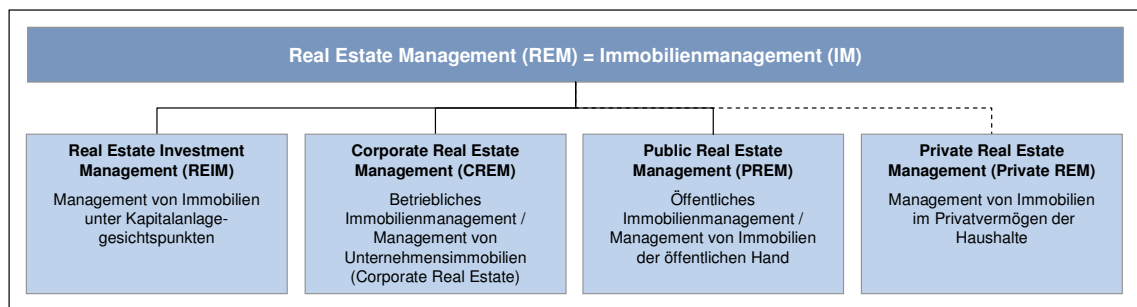 Real Estate Management (REM) = Immobilienmanagement (IM)
Real Estate Investment
Management (REIM)
Management von Immobilien
unter Kapitalanlage-
gesichtspunkten
Corporate Real Estate
Management (CREM)
Betriebliches
Immobilienmanagement /
Management von
Unternehmensimmobilien
(Corporate Real Estate)
Public Real Estate
Management (PREM)
Öffentliches
Immobilienmanagement /
Management von Immobilien
der öffentlichen Hand
Private Real Estate
Management (Private REM)
Management von Immobilien
im Privatvermögen der
Haushalte